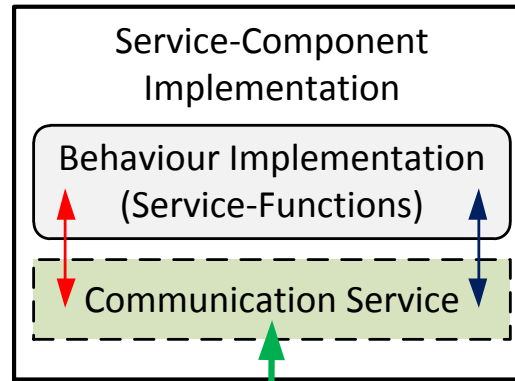 Service-Component
Implementation
Behaviour Implementation
(Service-Functions)
Communication Service